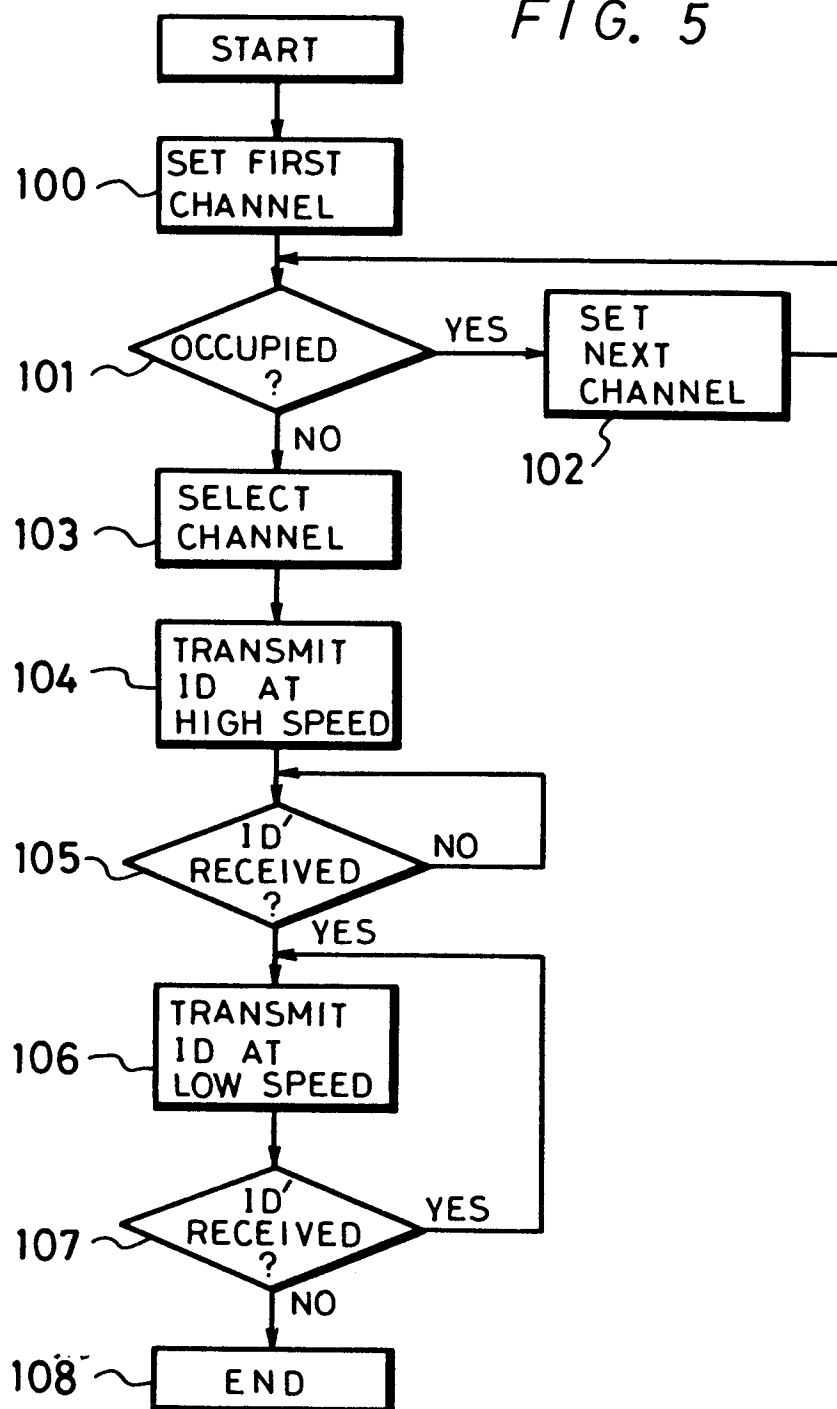 FIG. 5
START
100
SET FIRST
CHANNEL
101
OCCUPIED
?
YES
NO
SET
NEXT
CHANNEL
102
103
SELECT
CHANNEL
104
TRANSMIT
ID AT
HIGH SPEED
105
ID'
RECEIVED
?
NO
YES
106
TRANSMIT
ID AT
LOW SPEED
107
ID'
RECEIVED
?
YES
NO
108
END